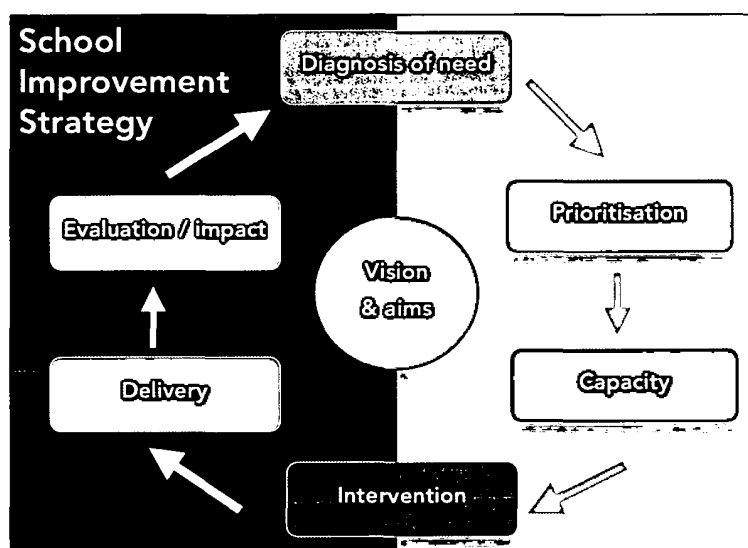 School
Improvement
Strategy
Diagnosis of need
Prioritisation
Capacity
Intervention
Delivery
Evaluation / impact
Vision
& aims